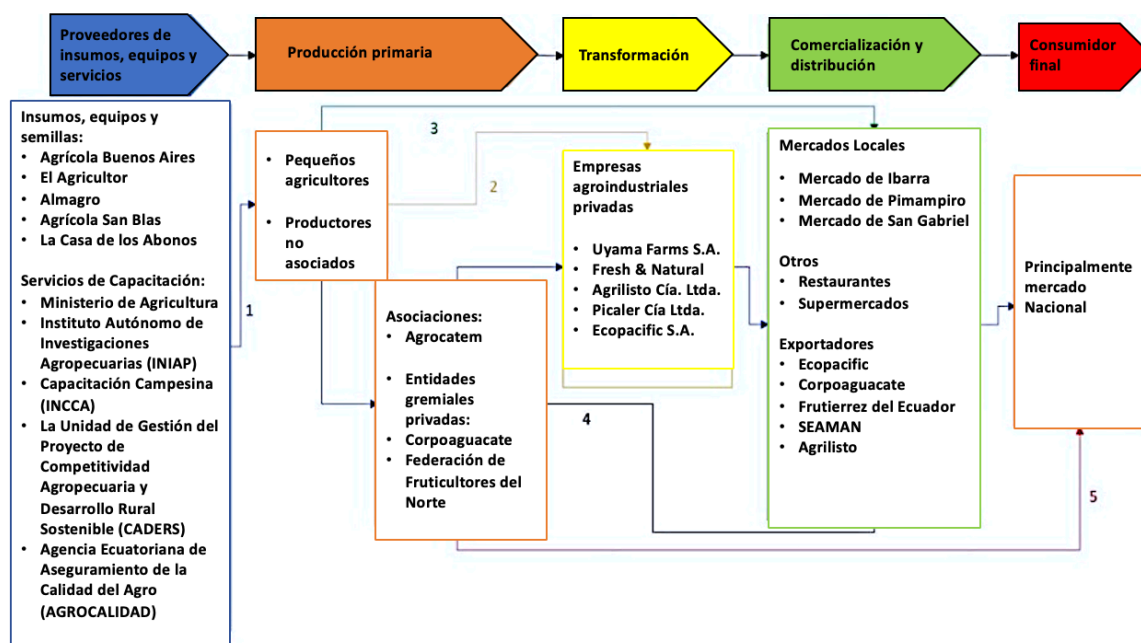 Proveedores de
insumos, equipos y
servicios
Producción primaria
Transformación
Comercialización y
distribución
Consumidor
final
Insumos, equipos y
semillas:
• Agrícola Buenos Aires
• El Agricultor
• Almagro
• Agrícola San Blas
• La Casa de los Abonos
Servicios de Capacitación:
• Ministerio de Agricultura
• Instituto Autónomo de
Investigaciones
Agropecuarias (INIAP)
• Capacitación Campesina
(INCCA)
• La Unidad de Gestión del
Proyecto de
Competitividad
Agropecuaria y
Desarrollo Rural
Sostenible (CADERS)
• Agencia Ecuatoriana de
Aseguramiento de la
Calidad del Agro
(AGROCALIDAD)
1
• Pequeños
agricultores
• Productores
no
asociados
3
2
Asociaciones:
• Agrocatem
• Entidades
gremiales
privadas:
• Corpoaguacate
• Federación de
Fruticultores del
Norte
Empresas
agroindustriales
privadas
• Uyama Farms S.A.
• Fresh & Natural
• Agrilisto Cía. Ltda.
• Picaler Cía Ltda.
• Ecopacific S.A.
4
Mercados Locales
• Mercado de Ibarra
• Mercado de Pimampiro
• Mercado de San Gabriel
Otros
• Restaurantes
• Supermercados
Exportadores
• Ecopacific
• Corpoaguacate
• Frutierrez del Ecuador
• SEAMAN
• Agrilisto
Principalmente
mercado
Nacional
5